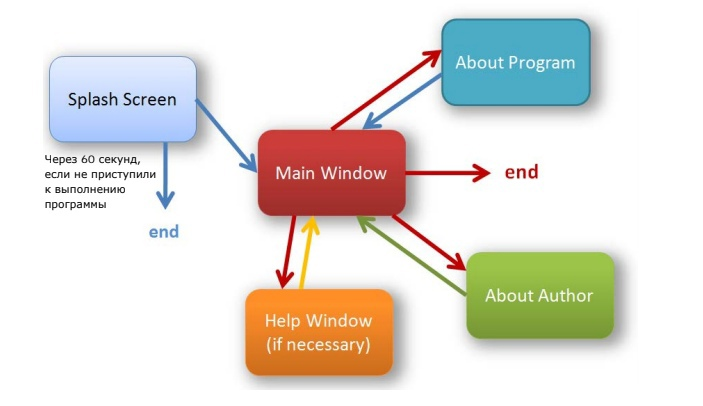 About Program
Splash Screen
Через 60 секунд,
если не приступили
к выполнению
программы
end
Main Window
end
About Author
Help Window
(if necessary)